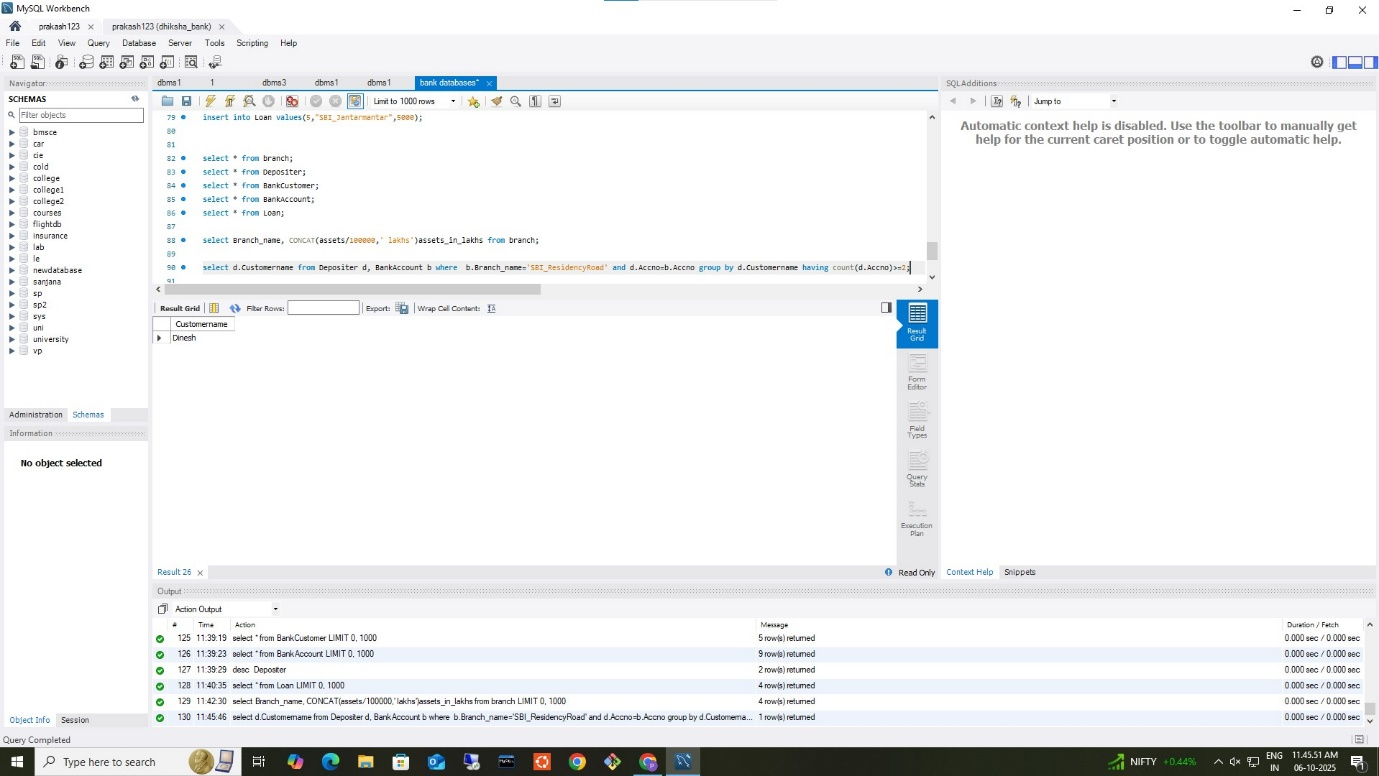 MySQL Workbench
prakash123 × prakash123 (dhiksha_bank) ×
File Edit View Query Database Server Tools Scripting Help
Navigator
SCHEMAS
Filter objects
bmsce
car
cie
cold
college
college1
college2
courses
flightdb
insurance
lab
le
newdatabase
sanjana
sp
sp2
sys
uni
university
vp
Administration Schemas
Information
No object selected
Object Info Session
dbms1 1 dbms3 dbms1 dbms1 bank databases* ×
Limit to 1000 rows
79 insert into Loan values(5,"SBI_Jantarmantar",5000);
80
81
82 select * from branch;
83 select * from Depositer;
84 select * from BankCustomer;
85 select * from BankAccount;
86 select * from Loan;
87
88 select Branch_name, CONCAT(assets/100000,' lakhs')assets_in_lakhs from branch;
89
90 select d.Customername from Depositer d, BankAccount b where b.Branch_name='SBI_ResidencyRoad' and d.Accno=b.Accno group by d.Customername having count(d.Accno)>=2;
91
Result Grid Filter Rows: Export: Wrap Cell Content:
Customername
Dinesh
Result Grid
Form Editor
Field Types
Query Stats
Execution Plan
Result 26 × Read Only
SQLAdditions
Jump to
Automatic context help is disabled. Use the toolbar to manually get
help for the current caret position or to toggle automatic help.
Context Help Snippets
Output
Action Output
# Time Action Message Duration / Fetch
125 11:39:19 select * from BankCustomer LIMIT 0, 1000 5 row(s) returned 0.000 sec / 0.000 sec
126 11:39:23 select * from BankAccount LIMIT 0, 1000 9 row(s) returned 0.000 sec / 0.000 sec
127 11:39:29 desc Depositer 2 row(s) returned 0.000 sec / 0.000 sec
128 11:40:35 select * from Loan LIMIT 0, 1000 4 row(s) returned 0.000 sec / 0.000 sec
129 11:42:30 select Branch_name, CONCAT(assets/100000,' lakhs')assets_in_lakhs from branch LIMIT 0, 1000 4 row(s) returned 0.000 sec / 0.000 sec
130 11:45:46 select d.Customername from Depositer d, BankAccount b where b.Branch_name='SBI_ResidencyRoad' and d.Accno=b.Accno group by d.Customerna... 1 row(s) returned 0.000 sec / 0.000 sec
Query Completed
Type here to search
NIFTY +0.44%
ENG
IN
11.45.51 AM
06-10-2025